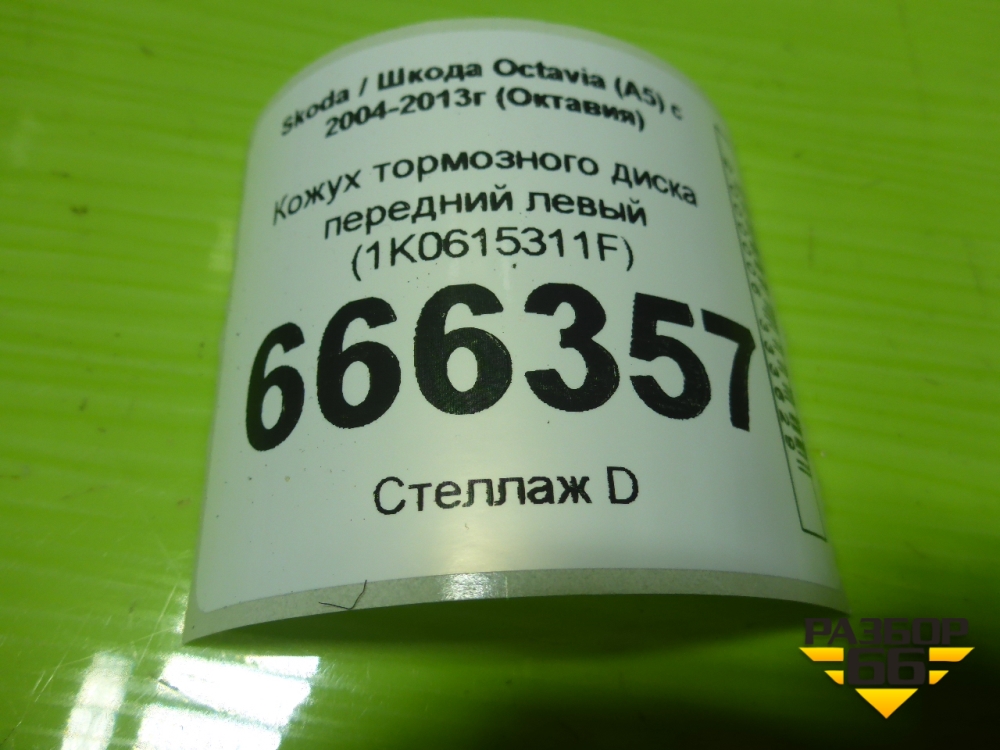 Skoda / Шкода Octavia (A5) с
2004-2013г (Октавия)
Кожух тормозного диска
передний левый
(1K0615311F)
666357
Стеллаж D
РАЗБОР
66